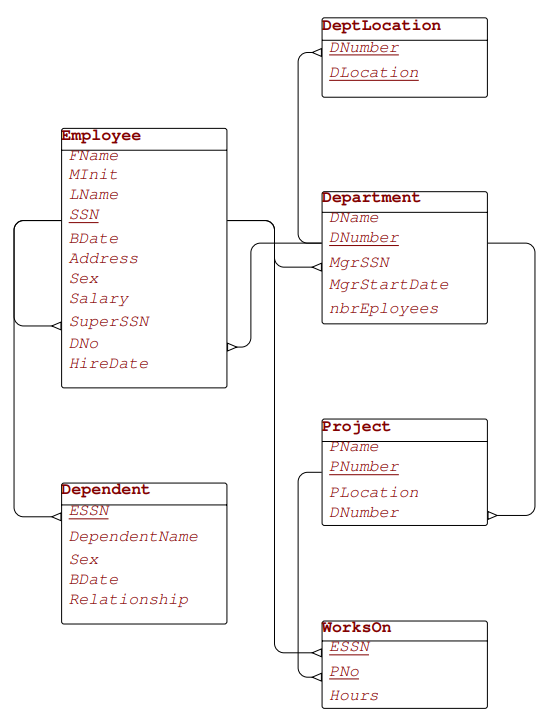 DeptLocation
DNumber
DLocation
Employee
FName
MInit
LName
SSN
BDate
Address
Sex
Salary
SuperSSN
DNo
HireDate
Department
DName
DNumber
MgrSSN
MgrStartDate
nbrEployees
Project
PName
PNumber
PLocation
DNumber
Dependent
ESSN
DependentName
Sex
BDate
Relationship
WorksOn
ESSN
PNo
Hours